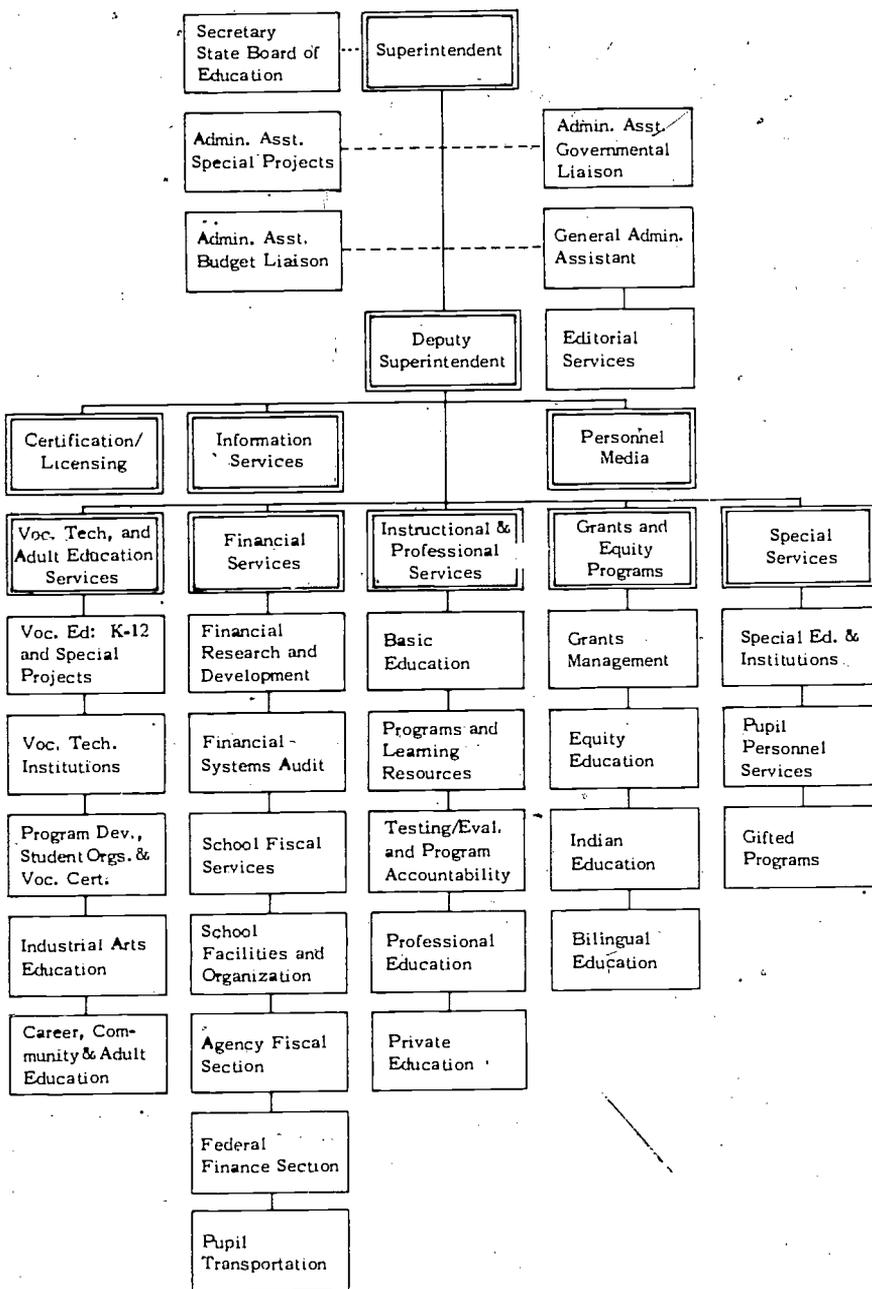 Secretary
State Board of
Education
Superintendent
Admin. Asst.
Special Projects
Admin. Asst.
Governmental
Liaison
Admin. Asst.
Budget Liaison
General Admin.
Assistant
Deputy
Superintendent
Editorial
Services
Certification/
Licensing
Information
Services
Personnel
Media
Voc. Tech, and
Adult Education
Services
Financial
Services
Instructional &
Professional
Services
Grants and
Equity
Programs
Special
Services
Voc. Ed: K-12
and Special
Projects
Financial
Research and
Development
Basic
Education
Grants
Management
Special Ed. &
Institutions
Voc. Tech.
Institutions
Financial -
Systems Audit
Programs and
Learning
Resources
Equity
Education
Pupil
Personnel
Services
Program Dev.,
Student Orgs. &
Voc. Cert.
School Fiscal
Services
Testing/Eval.
and Program
Accountability
Indian
Education
Gifted
Programs
Industrial Arts
Education
School
Facilities and
Organization
Professional
Education
Bilingual
Education
Career, Com-
munity & Adult
Education
Agency Fiscal
Section
Private
Education
Federal
Finance Section
Pupil
Transportation